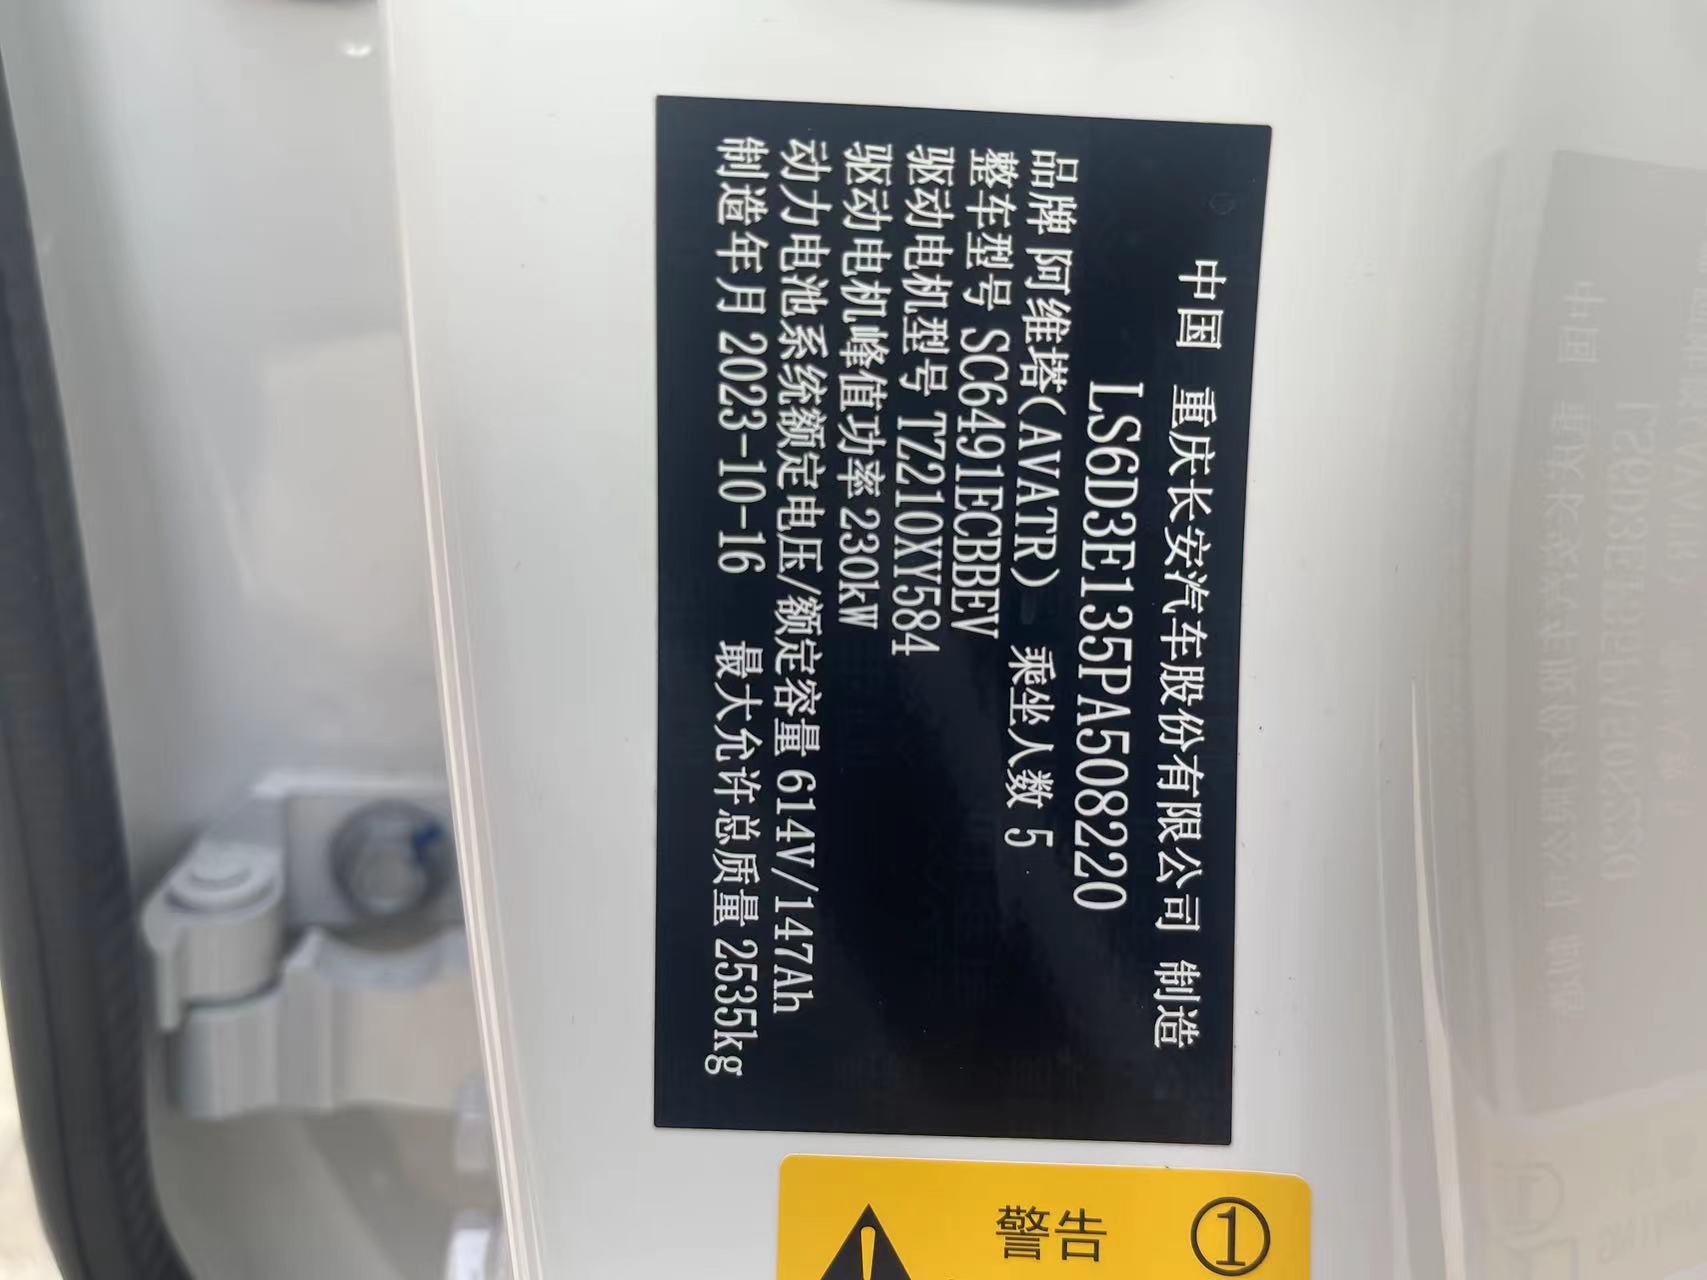 中国 重庆长安汽车股份有限公司 制造
LS6D3E135PA508220
品牌 阿维塔(AVATR) 乘坐人数 5
整车型号 SC6491ECBBEV
驱动电机型号 TZ210XY584
驱动电机峰值功率 230kW
动力电池系统额定电压/额定容量 614V/147Ah
制造年月 2023-10-16 最大允许总质量 2535kg
①
警告